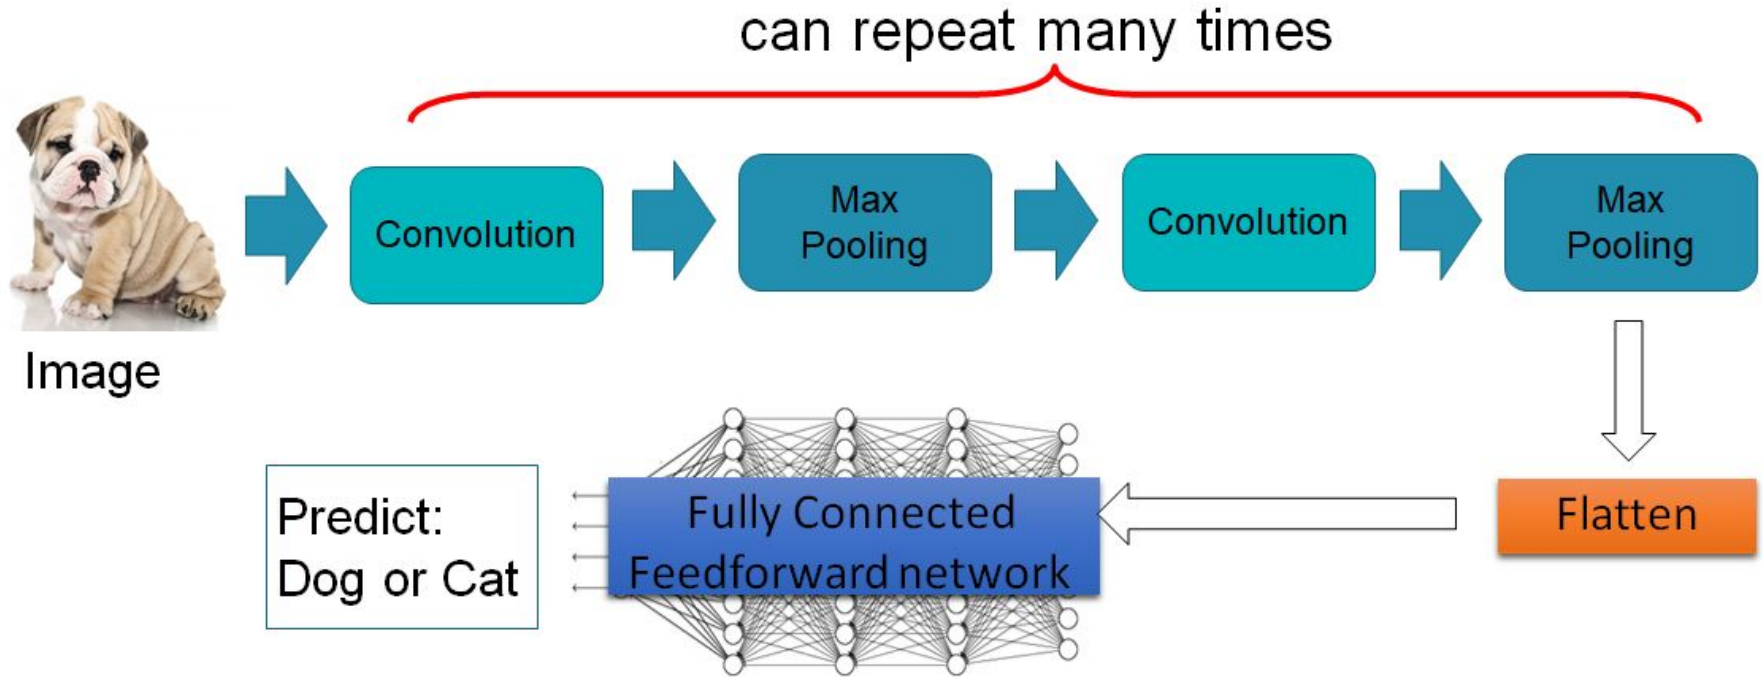 can repeat many times
Convolution
Max
Pooling
Convolution
Max
Pooling
Image
Flatten
Fully Connected
Feedforward network
Predict:
Dog or Cat